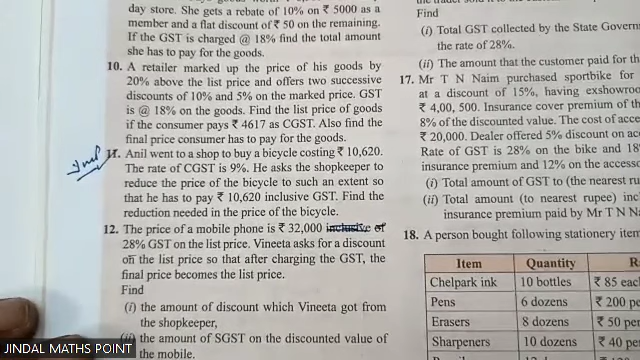 day store. She gets a rebate of 10% on ₹ 5000 as a
member and a flat discount of ₹ 50 on the remaining.
If the GST is charged @ 18% find the total amount
she has to pay for the goods.
10. A retailer marked up the price of his goods by
20% above the list price and offers two successive
discounts of 10% and 5% on the marked price. GST
is @ 18% on the goods. Find the list price of goods
if the consumer pays ₹ 4617 as CGST. Also find the
final price consumer has to pay for the goods.
11. Anil went to a shop to buy a bicycle costing ₹ 10,620.
The rate of CGST is 9%. He asks the shopkeeper to
reduce the price of the bicycle to such an extent so
that he has to pay ₹ 10,620 inclusive GST. Find the
reduction needed in the price of the bicycle.
12. The price of a mobile phone is ₹ 32,000 inclusive of
28% GST on the list price. Vineeta asks for a discount
on the list price so that after charging the GST, the
final price becomes the list price.
Find
(i) the amount of discount which Vineeta got from
the shopkeeper,
the amount of SGST on the discounted value of
the mobile.
Find
(i) Total GST collected by the State
the rate of 28%.
(ii) The amount that the customer paid for
17. Mr T N Naim purchased sportbike for
at a discount of 15%, having
₹ 4,00, 500. Insurance cover premium of
8% of the discounted value. The cost of
₹ 20,000. Dealer offered 5% discount on
Rate of GST is 28% on the bike and 18
insurance premium and 12% on the
(i) Total amount of GST to (the nearest
(ii) Total amount (to nearest rupee)
insurance premium paid by Mr T N
18. A person bought following stationery
Item Quantity
Chelpark ink 10 bottles ₹ 85
Pens 6 dozens ₹ 200
Erasers 8 dozens ₹ 50
Sharpeners 10 dozens ₹ 40
JINDAL MATHS POINT